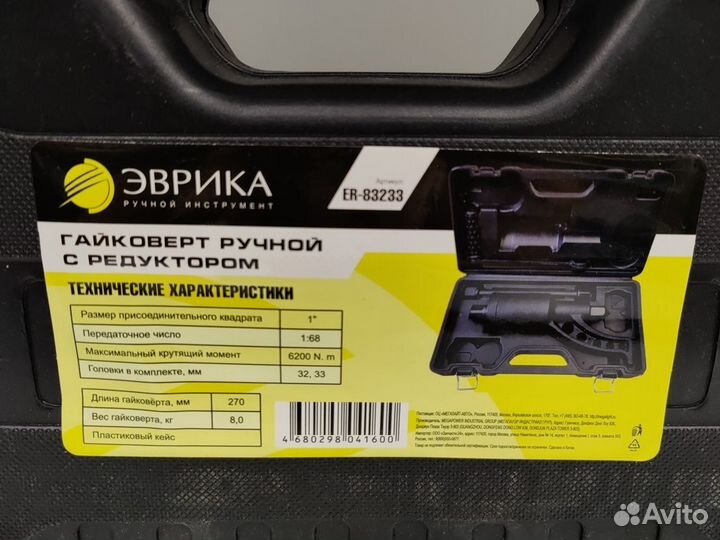 ЭВРИКА
РУЧНОЙ ИНСТРУМЕНТ
Артикул:
ER-83233
ГАЙКОВЕРТ РУЧНОЙ
С РЕДУКТОРОМ
ТЕХНИЧЕСКИЕ ХАРАКТЕРИСТИКИ
Размер присоединительного квадрата 1"
Передаточное число 1:68
Максимальный крутящий момент 6200 N. m
Головки в комплекте, мм 32, 33
Длина гайковёрта, мм 270
Вес гайковерта, кг 8,0
Пластиковый кейс
4 680298 041600
Avito